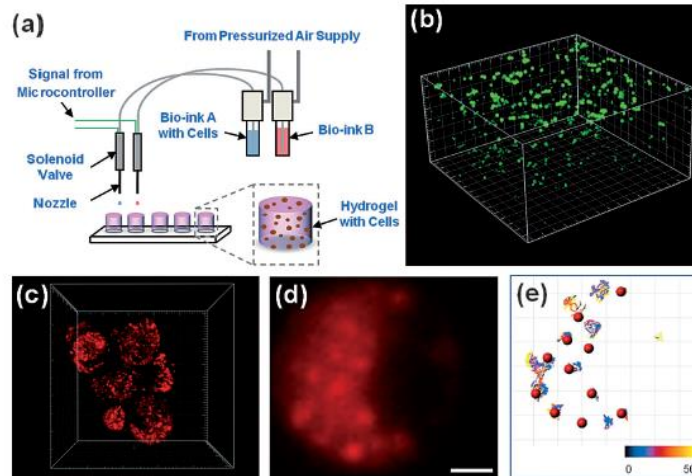 (a)
From Pressurized Air Supply
Signal from
Microcontroller
Bio-ink A
with Cells
Bio-ink B
Solenoid
Valve
Nozzle
Hydrogel
with Cells
(b)
(c)
(d)
(e)
0
50